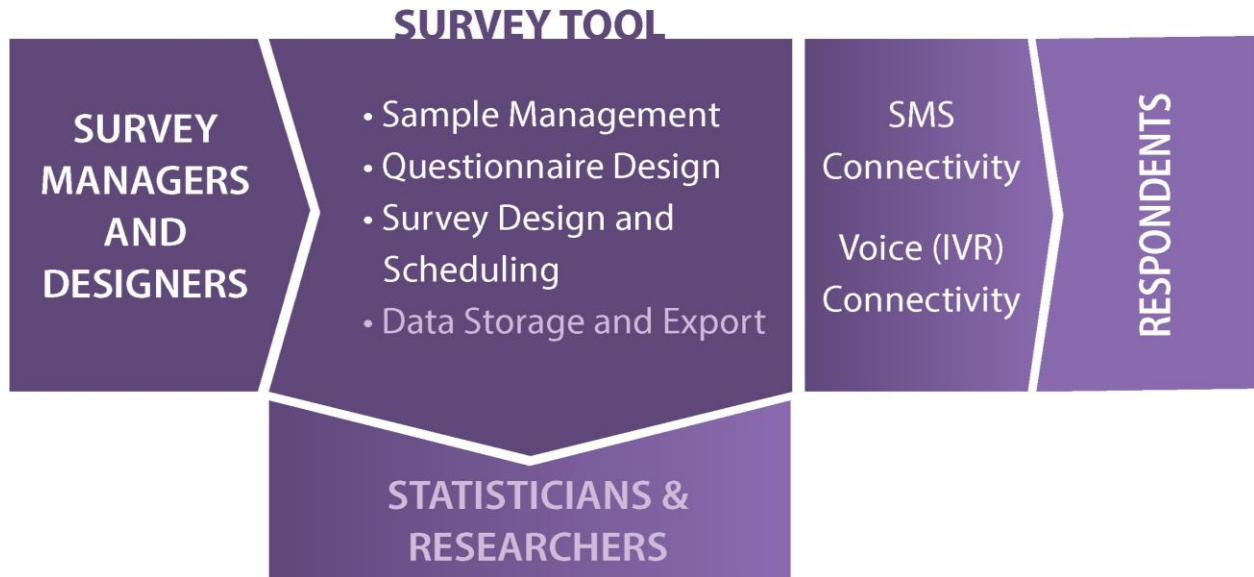 SURVEY TOOL
SURVEY
MANAGERS
AND
DESIGNERS
• Sample Management
• Questionnaire Design
• Survey Design and
Scheduling
• Data Storage and Export
SMS
Connectivity
Voice (IVR)
Connectivity
RESPONDENTS
STATISTICIANS &
RESEARCHERS